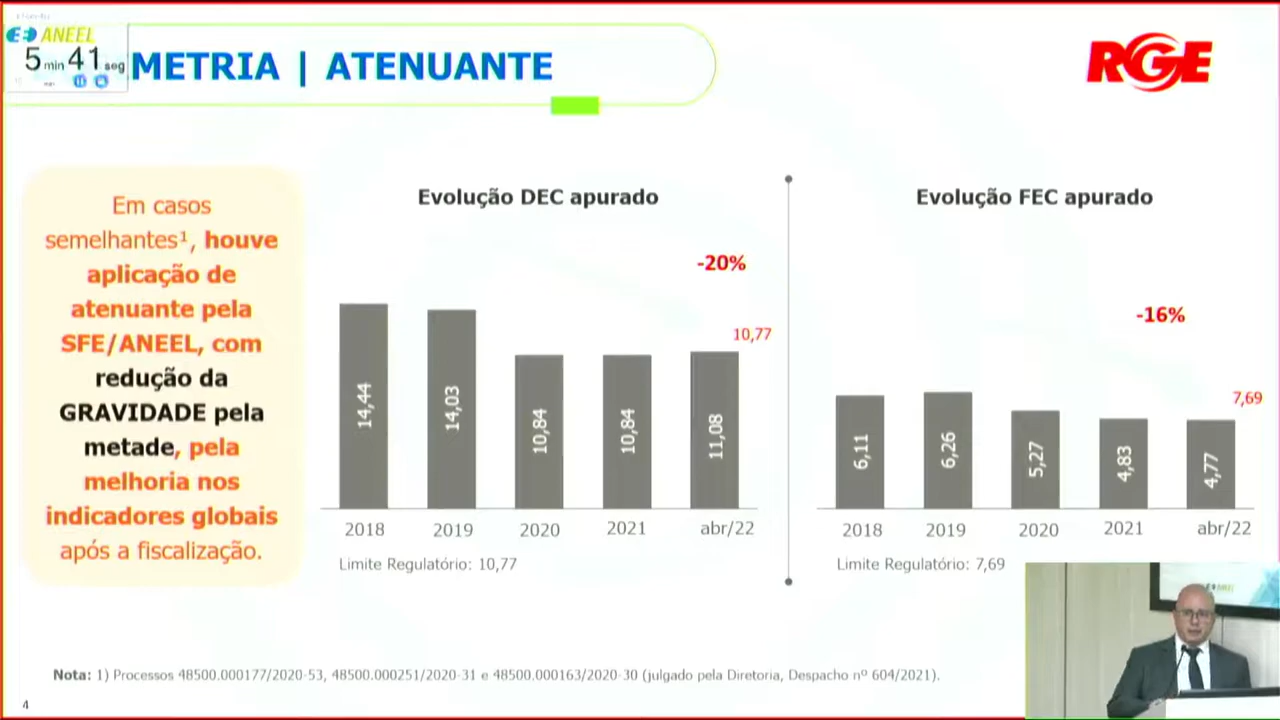 ANEEL
5 min 41 seg
METRIA | ATENUANTE
RGE
Em casos
semelhantes¹, houve
aplicação de
atenuante pela
SFE/ANEEL, com
redução da
GRAVIDADE pela
metade, pela
melhoria nos
indicadores globais
após a fiscalização.
Evolução DEC apurado
-20%
10,77
14,44
14,03
10,84
10,84
11,08
2018
2019
2020
2021
abr/22
Limite Regulatório: 10,77
Evolução FEC apurado
-16%
7,69
6,11
6,26
5,27
4,83
4,77
2018
2019
2020
2021
abr/22
Limite Regulatório: 7,69
ANEEL
Nota: 1) Processos 48500.000177/2020-53, 48500.000251/2020-31 e 48500.000163/2020-30 (julgado pela Diretoria, Despacho nº 604/2021).
4